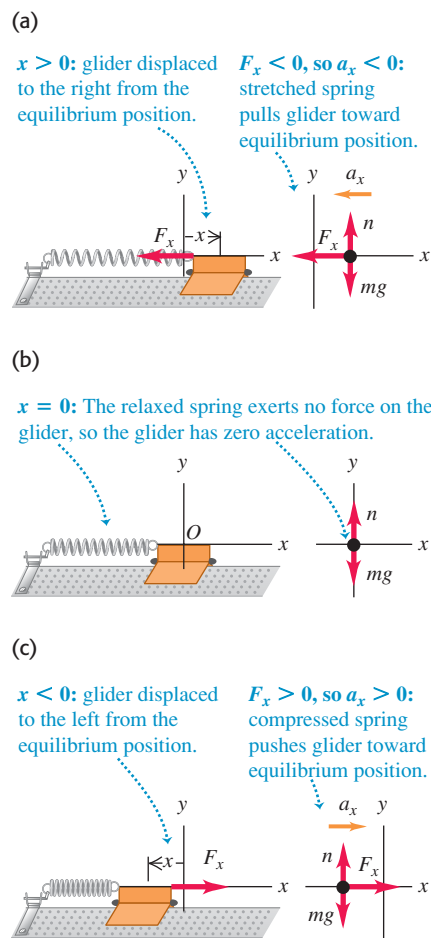 (a)
x > 0: glider displaced
to the right from the
equilibrium position.
F_x < 0, so a_x < 0:
stretched spring
pulls glider toward
equilibrium position.
y
F_x
x
x
y
a_x
n
F_x
x
mg
(b)
x = 0: The relaxed spring exerts no force on the
glider, so the glider has zero acceleration.
y
O
x
y
n
x
mg
(c)
x < 0: glider displaced
to the left from the
equilibrium position.
F_x > 0, so a_x > 0:
compressed spring
pushes glider toward
equilibrium position.
y
x
F_x
x
a_x
y
n
F_x
x
mg